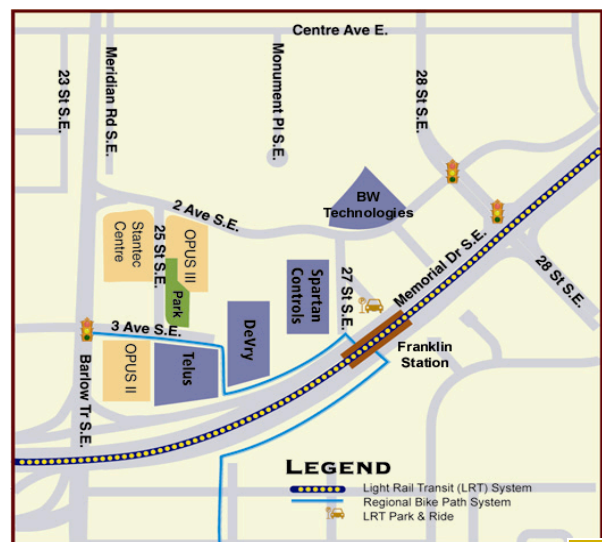 Centre Ave E.
23 St S.E.
Meridian Rd S.E.
Monument Pl S.E.
28 St S.E.
BW
Technologies
2 Ave S.E.
Stantec
Centre
25 St S.E.
OPUS III
Park
Memorial Dr S.E.
28 St S.E.
Spartan
Controls
27 St S.E.
3 Ave S.E.
DeVry
Franklin
Station
Barlow Tr S.E.
OPUS II
Telus
LEGEND
Light Rail Transit (LRT) System
Regional Bike Path System
LRT Park & Ride